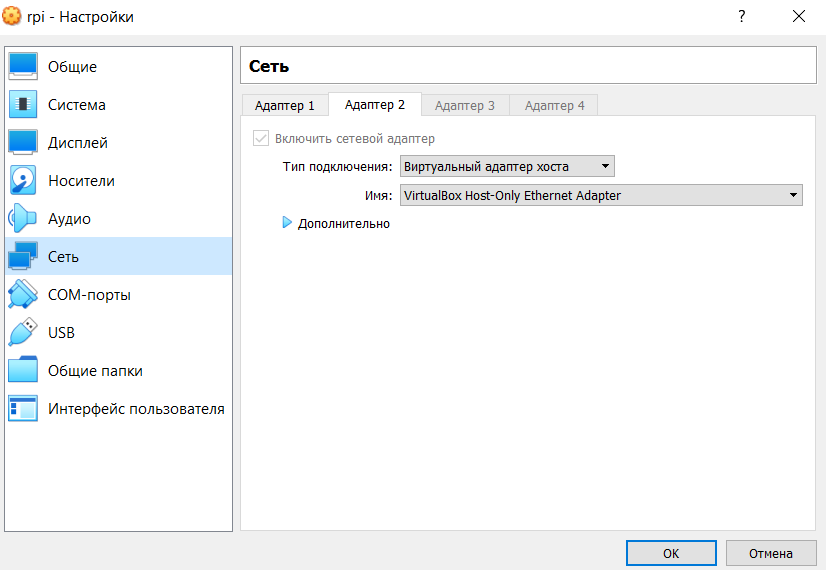 rpi - Настройки
?
Общие
Система
Дисплей
Носители
Аудио
Сеть
COM-порты
USB
Общие папки
Интерфейс пользователя
Сеть
Адаптер 1 Адаптер 2 Адаптер 3 Адаптер 4
Включить сетевой адаптер
Тип подключения: Виртуальный адаптер хоста
Имя: VirtualBox Host-Only Ethernet Adapter
Дополнительно
OK Отмена